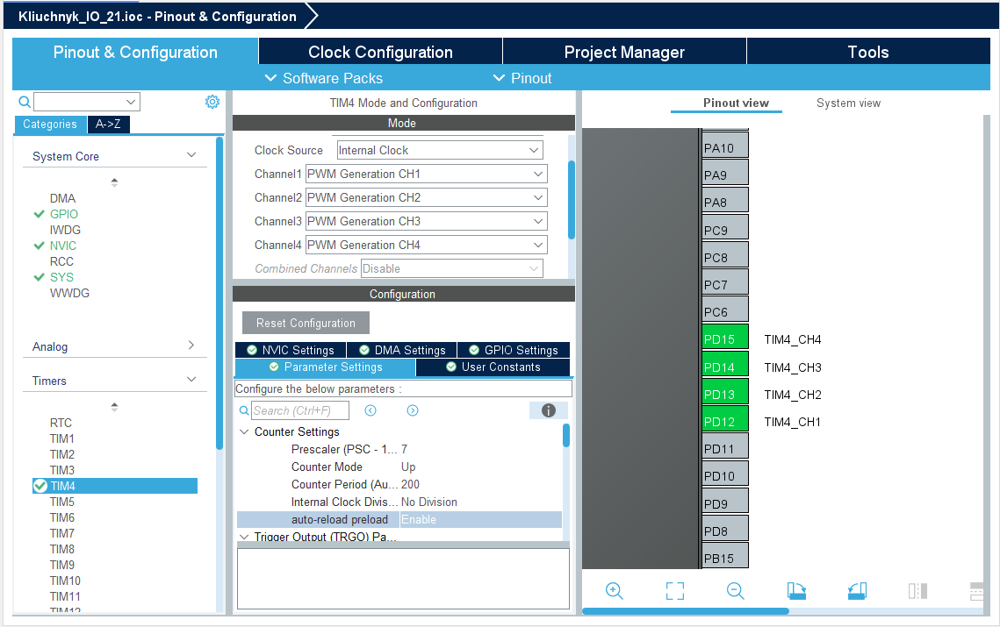 Kliuchnyk_IO_21.ioc - Pinout & Configuration
Pinout & Configuration
Clock Configuration
Project Manager
Tools
Software Packs
Pinout
Categories
A->Z
System Core
DMA
GPIO
IWDG
NVIC
RCC
SYS
WWDG
Analog
Timers
RTC
TIM1
TIM2
TIM3
TIM4
TIM5
TIM6
TIM7
TIM8
TIM9
TIM10
TIM11
TIM12
TIM4 Mode and Configuration
Mode
Clock Source Internal Clock
Channel1 PWM Generation CH1
Channel2 PWM Generation CH2
Channel3 PWM Generation CH3
Channel4 PWM Generation CH4
Combined Channels Disable
Configuration
Reset Configuration
NVIC Settings
DMA Settings
GPIO Settings
Parameter Settings
User Constants
Configure the below parameters :
Search (Ctrl+F)
Counter Settings
Prescaler (PSC - 1... 7
Counter Mode Up
Counter Period (Au... 200
Internal Clock Divis... No Division
auto-reload preload Enable
Trigger Output (TRGO) Pa...
Pinout view
System view
PA10
PA9
PA8
PC9
PC8
PC7
PC6
PD15 TIM4_CH4
PD14 TIM4_CH3
PD13 TIM4_CH2
PD12 TIM4_CH1
PD11
PD10
PD9
PD8
PB15